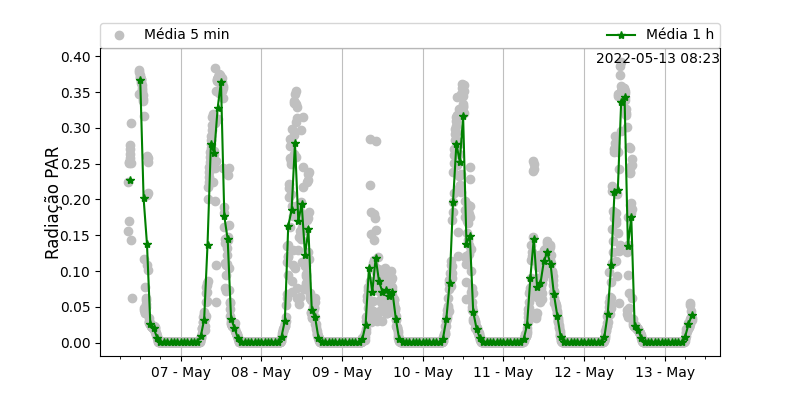 Média 5 min
Média 1 h
2022-05-13 08:23
Radiação PAR
0.40
0.35
0.30
0.25
0.20
0.15
0.10
0.05
0.00
07 - May
08 - May
09 - May
10 - May
11 - May
12 - May
13 - May